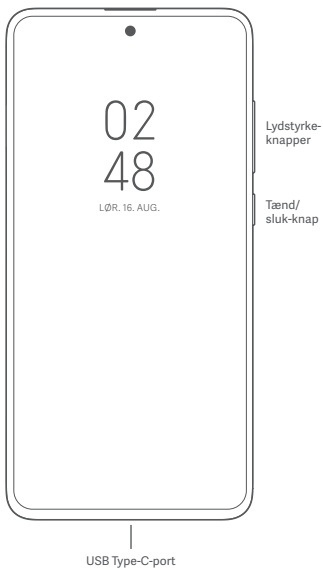 02
48
LØR. 16. AUG.
Lydstyrke-
knapper
Tænd/
sluk-knap
USB Type-C-port